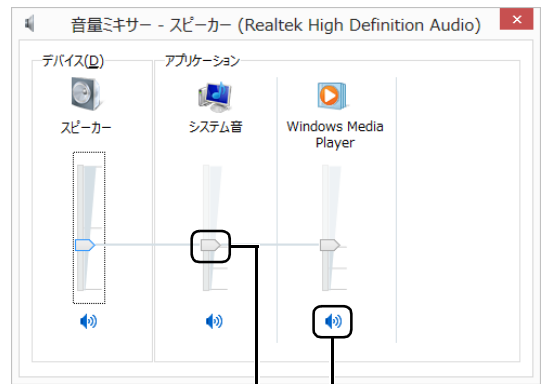 音量ミキサー - スピーカー (Realtek High Definition Audio)
デバイス(D)
アプリケーション
スピーカー
システム音
Windows Media
Player